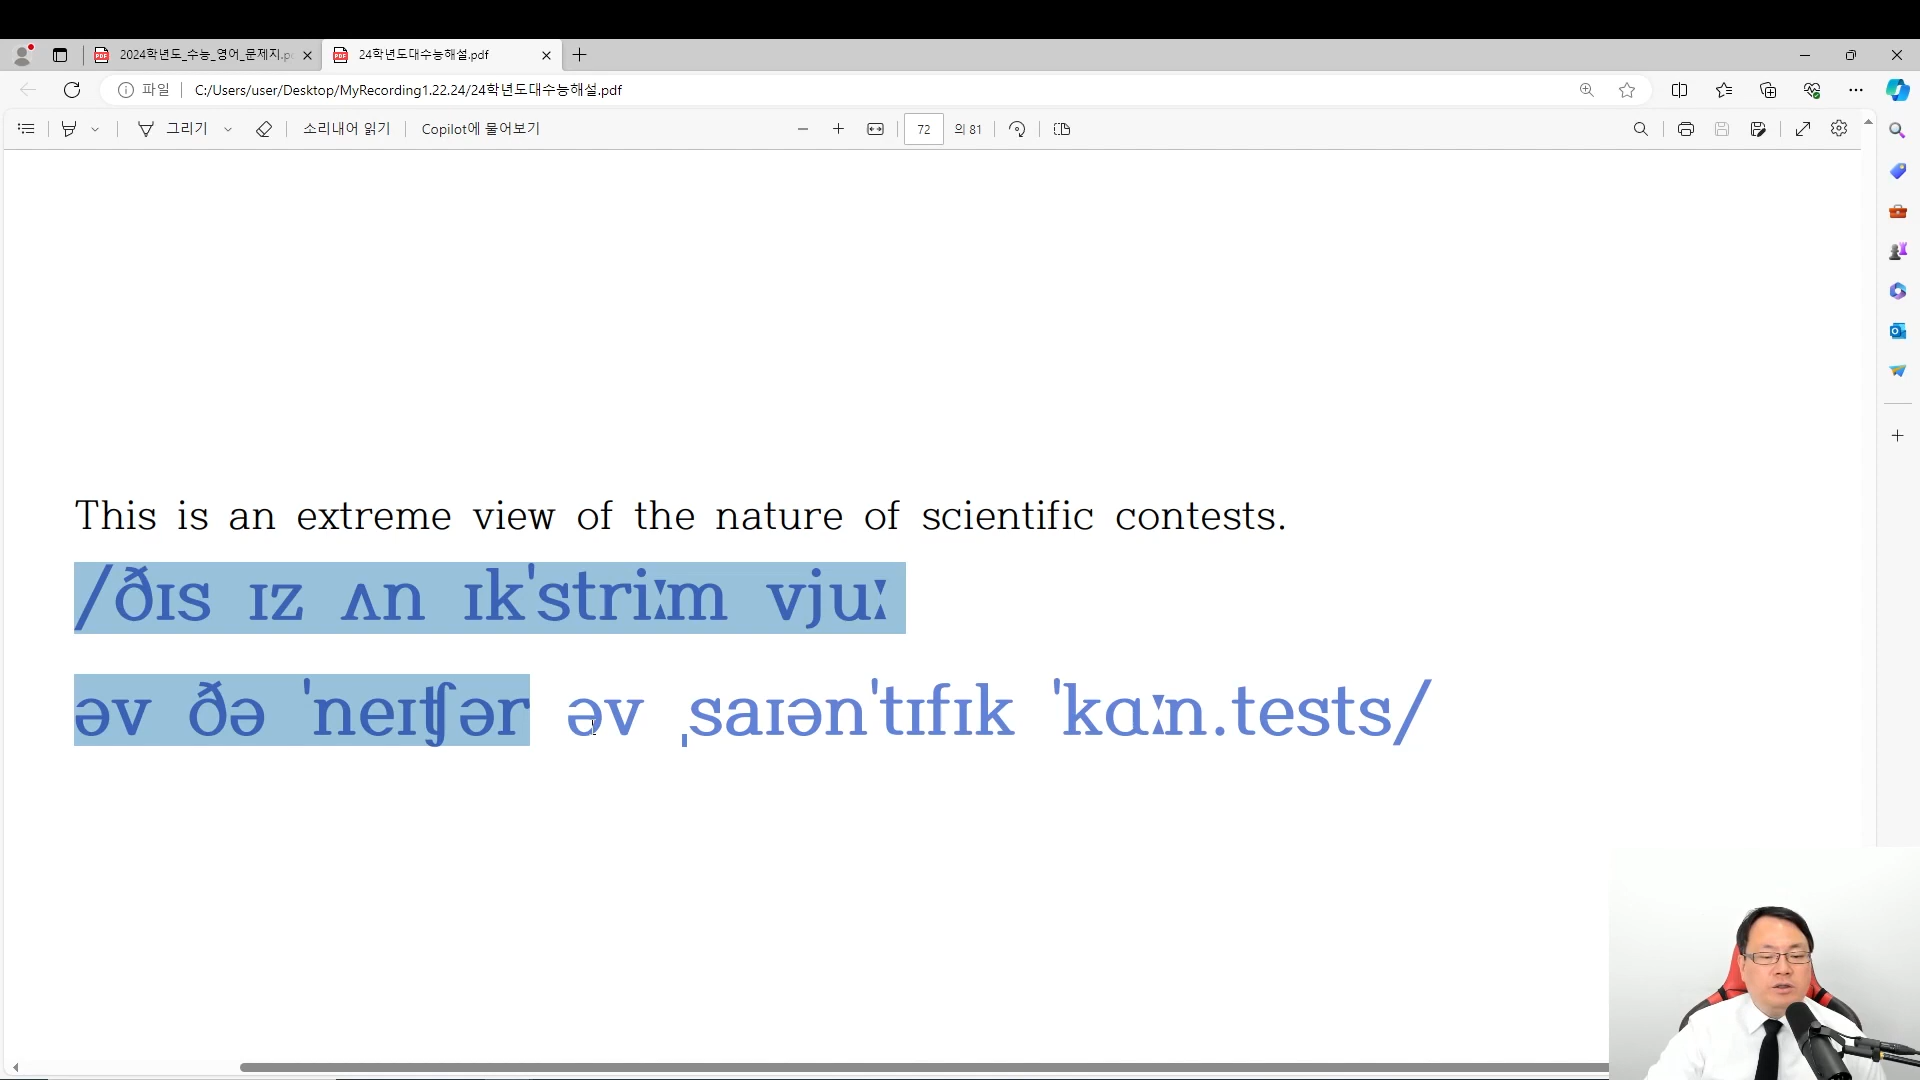 2024학년도_수능_영어_문제지.p
24학년도대수능해설.pdf
파일
C:/Users/user/Desktop/MyRecording1.22.24/24학년도대수능해설.pdf
그리기
소리내어 읽기
Copilot에 물어보기
72 의 81
This is an extreme view of the nature of scientific contests.
/ðɪs ɪz ʌn ɪkˈstriːm vjuː
əv ðə ˈneɪʧər əv ˌsaɪənˈtɪfɪk ˈkɑːn.tests/